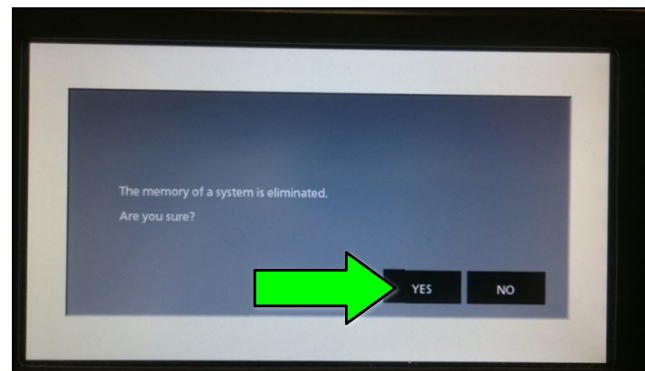 The memory of a system is eliminated.
Are you sure?
YES NO